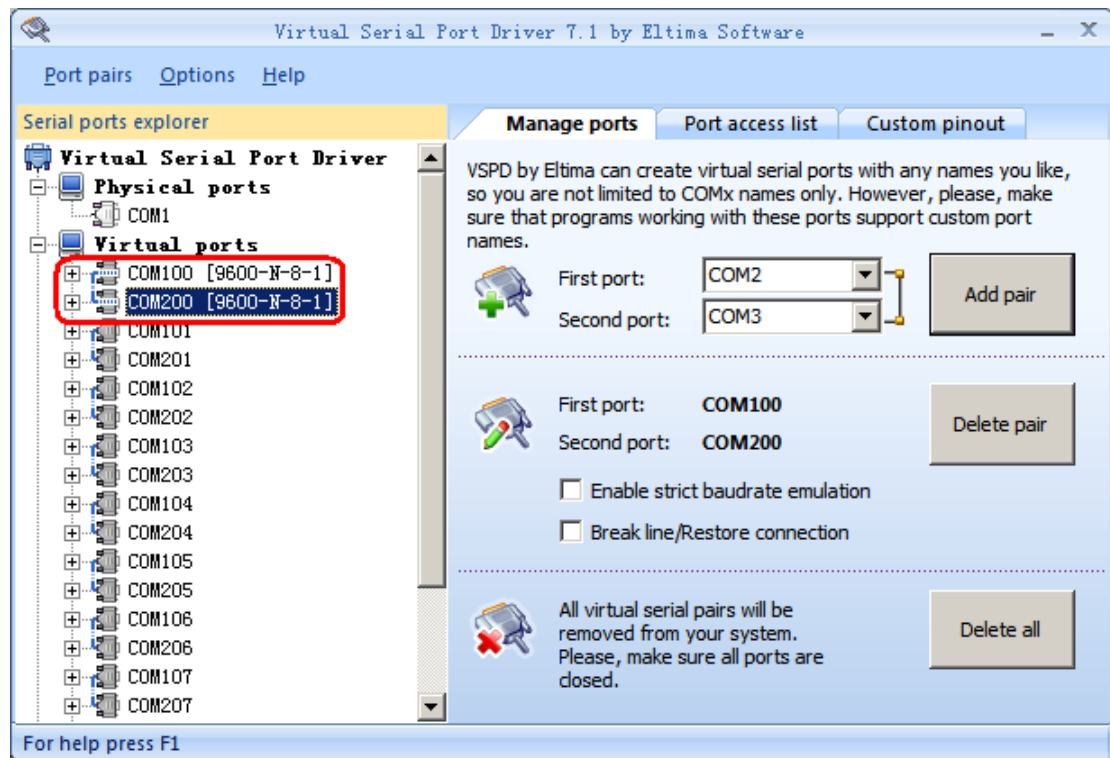 Virtual Serial Port Driver 7.1 by Eltima Software
Port pairs Options Help
Serial ports explorer
Virtual Serial Port Driver
Physical ports
COM1
Virtual ports
COM100 [9600-N-8-1]
COM200 [9600-N-8-1]
COM101
COM201
COM102
COM202
COM103
COM203
COM104
COM204
COM105
COM205
COM106
COM206
COM107
COM207
Manage ports Port access list Custom pinout
VSPD by Eltima can create virtual serial ports with any names you like,
so you are not limited to COMx names only. However, please, make
sure that programs working with these ports support custom port
names.
First port: COM2
Second port: COM3
Add pair
First port: COM100
Second port: COM200
Delete pair
Enable strict baudrate emulation
Break line/Restore connection
All virtual serial pairs will be
removed from your system.
Please, make sure all ports are
closed.
Delete all
For help press F1